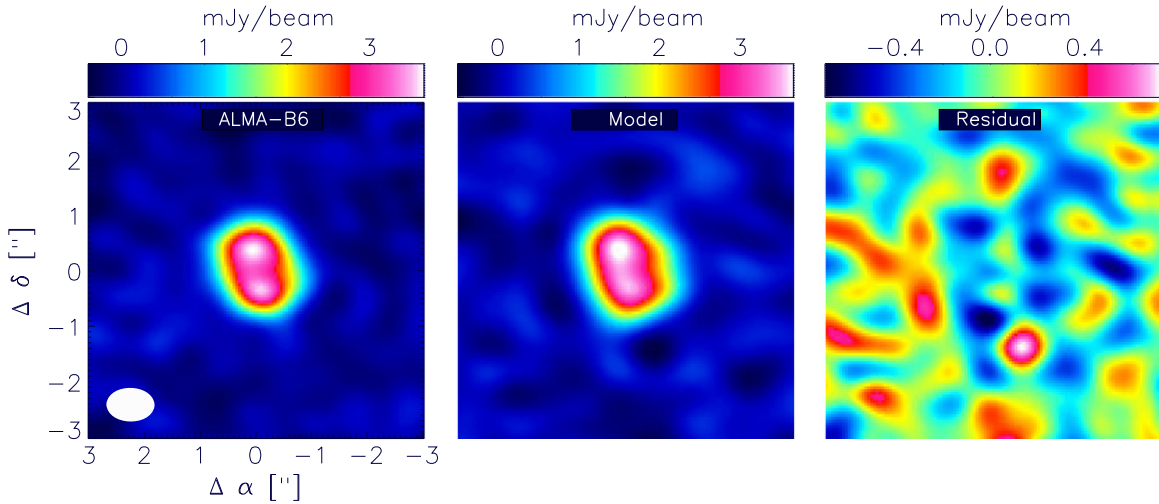 mJy/beam mJy/beam mJy/beam
0 1 2 3 0 1 2 3 −0.4 0.0 0.4
ALMA−B6 Model Residual
3
2
1
0
−1
−2
−3
Δ δ ["]
3 2 1 0 −1 −2 −3
Δ α ["]